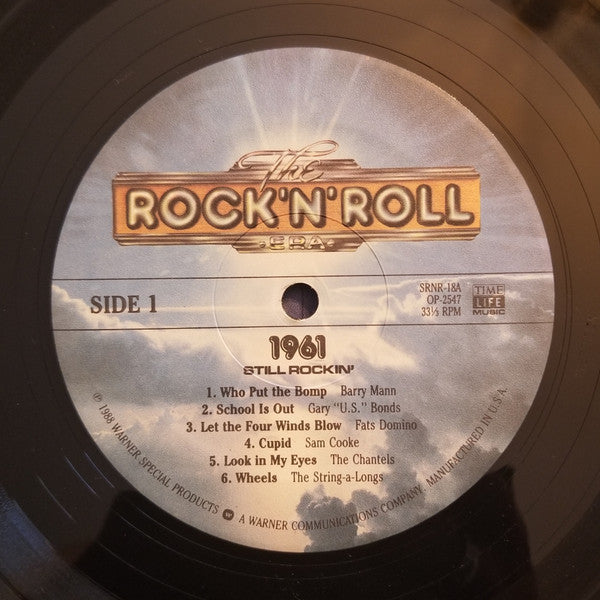 The
ROCK'N'ROLL
·ERA·
SIDE 1
SRNR-18A
OP-2547
33⅓ RPM
TIME
LIFE
MUSIC
1961
STILL ROCKIN'
1. Who Put the Bomp Barry Mann
2. School Is Out Gary "U.S." Bonds
3. Let the Four Winds Blow Fats Domino
4. Cupid Sam Cooke
5. Look in My Eyes The Chantels
6. Wheels The String-a-Longs
℗ 1988 WARNER SPECIAL PRODUCTS A WARNER COMMUNICATIONS COMPANY. MANUFACTURED IN U.S.A.